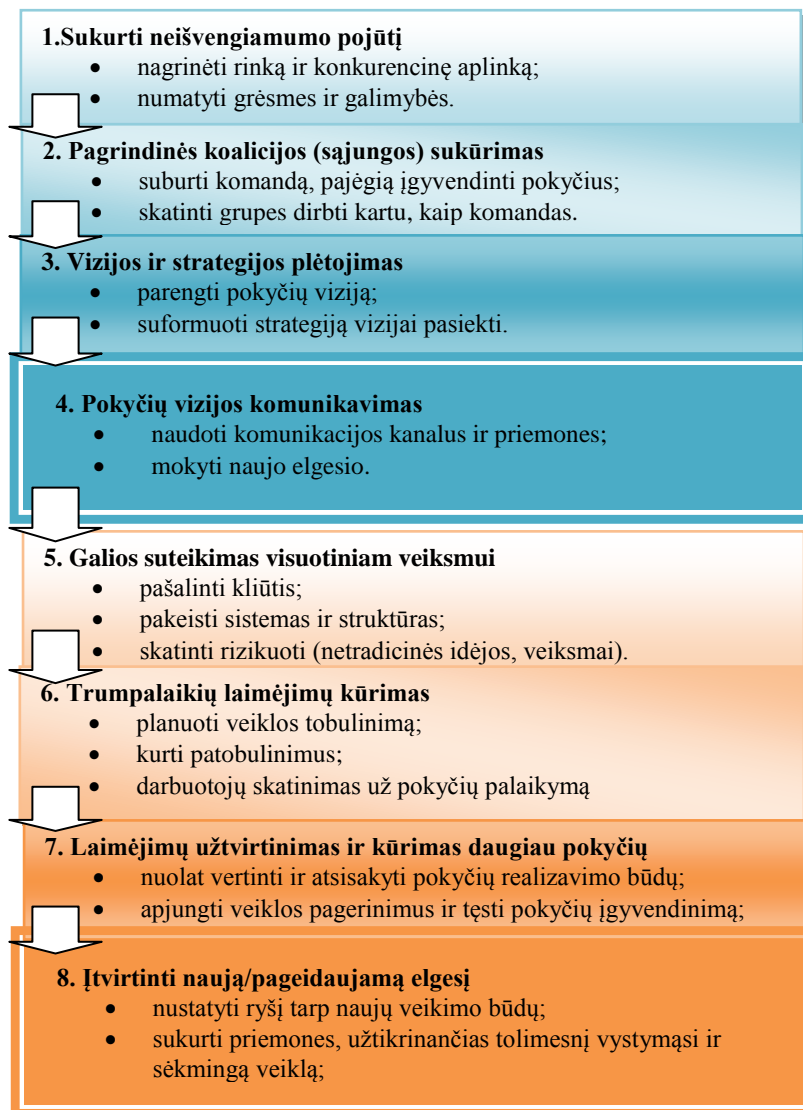 1.Sukurti neišvengiamumo pojūtį
• nagrinėti rinką ir konkurencinę aplinką;
• numatyti grėsmes ir galimybės.
2. Pagrindinės koalicijos (sąjungos) sukūrimas
• suburti komandą, pajėgią įgyvendinti pokyčius;
• skatinti grupes dirbti kartu, kaip komandas.
3. Vizijos ir strategijos plėtojimas
• parengti pokyčių viziją;
• suformuoti strategiją vizijai pasiekti.
4. Pokyčių vizijos komunikavimas
• naudoti komunikacijos kanalus ir priemones;
• mokyti naujo elgesio.
5. Galios suteikimas visuotiniam veiksmui
• pašalinti kliūtis;
• pakeisti sistemas ir struktūras;
• skatinti rizikuoti (netradicinės idėjos, veiksmai).
6. Trumpalaikių laimėjimų kūrimas
• planuoti veiklos tobulinimą;
• kurti patobulinimus;
• darbuotojų skatinimas už pokyčių palaikymą
7. Laimėjimų užtvirtinimas ir kūrimas daugiau pokyčių
• nuolat vertinti ir atsisakyti pokyčių realizavimo būdų;
• apjungti veiklos pagerinimus ir tęsti pokyčių įgyvendinimą;
8. Įtvirtinti naują/pageidaujamą elgesį
• nustatyti ryšį tarp naujų veikimo būdų;
• sukurti priemones, užtikrinančias tolimesnį vystymąsi ir
sėkmingą veiklą;